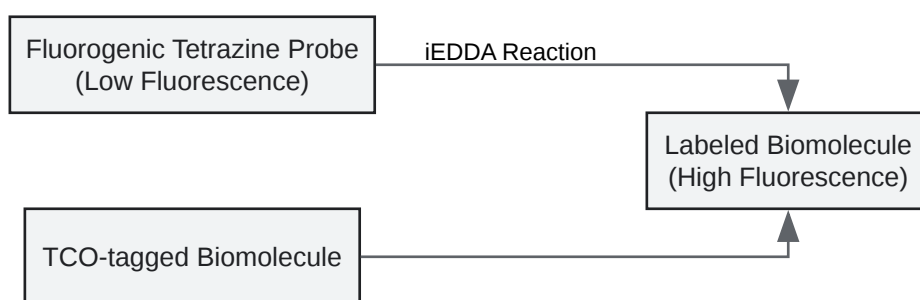 Fluorogenic Tetrazine Probe
(Low Fluorescence)
iEDDA Reaction
Labeled Biomolecule
(High Fluorescence)
TCO-tagged Biomolecule